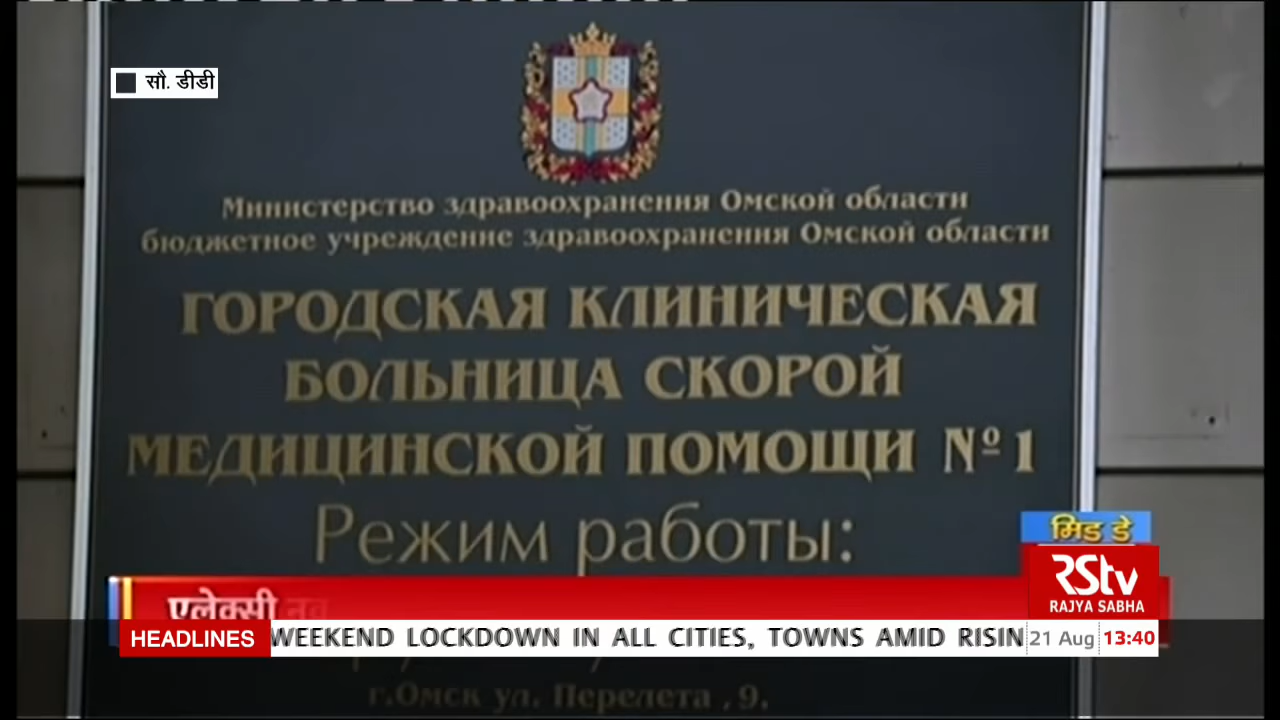 सौ. डीडी
Министерство здравоохранения Омской области
бюджетное учреждение здравоохранения Омской области
ГОРОДСКАЯ КЛИНИЧЕСКАЯ
БОЛЬНИЦА СКОРОЙ
МЕДИЦИНСКОЙ ПОМОЩИ № 1
Режим работы:
मिड डे
RSTV
RAJYA SABHA
एलेक्सी
HEADLINES WEEKEND LOCKDOWN IN ALL CITIES, TOWNS AMID RISIN 21 Aug 13:40
г.Омск ул. Перелета ,9.